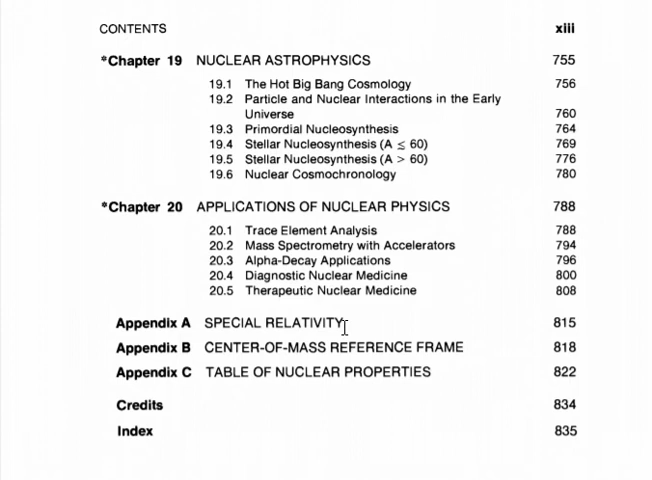 CONTENTS xiii
*Chapter 19 NUCLEAR ASTROPHYSICS 755
19.1 The Hot Big Bang Cosmology 756
19.2 Particle and Nuclear Interactions in the Early
Universe 760
19.3 Primordial Nucleosynthesis 764
19.4 Stellar Nucleosynthesis (A ≤ 60) 769
19.5 Stellar Nucleosynthesis (A > 60) 776
19.6 Nuclear Cosmochronology 780
*Chapter 20 APPLICATIONS OF NUCLEAR PHYSICS 788
20.1 Trace Element Analysis 788
20.2 Mass Spectrometry with Accelerators 794
20.3 Alpha-Decay Applications 796
20.4 Diagnostic Nuclear Medicine 800
20.5 Therapeutic Nuclear Medicine 808
Appendix A SPECIAL RELATIVITY 815
Appendix B CENTER-OF-MASS REFERENCE FRAME 818
Appendix C TABLE OF NUCLEAR PROPERTIES 822
Credits 834
Index 835